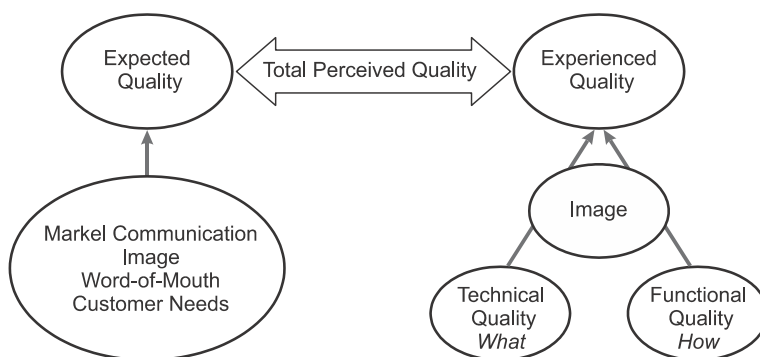 Expected
Quality
Total Perceived Quality
Experienced
Quality
Markel Communication
Image
Word-of-Mouth
Customer Needs
Image
Technical
Quality
What
Functional
Quality
How